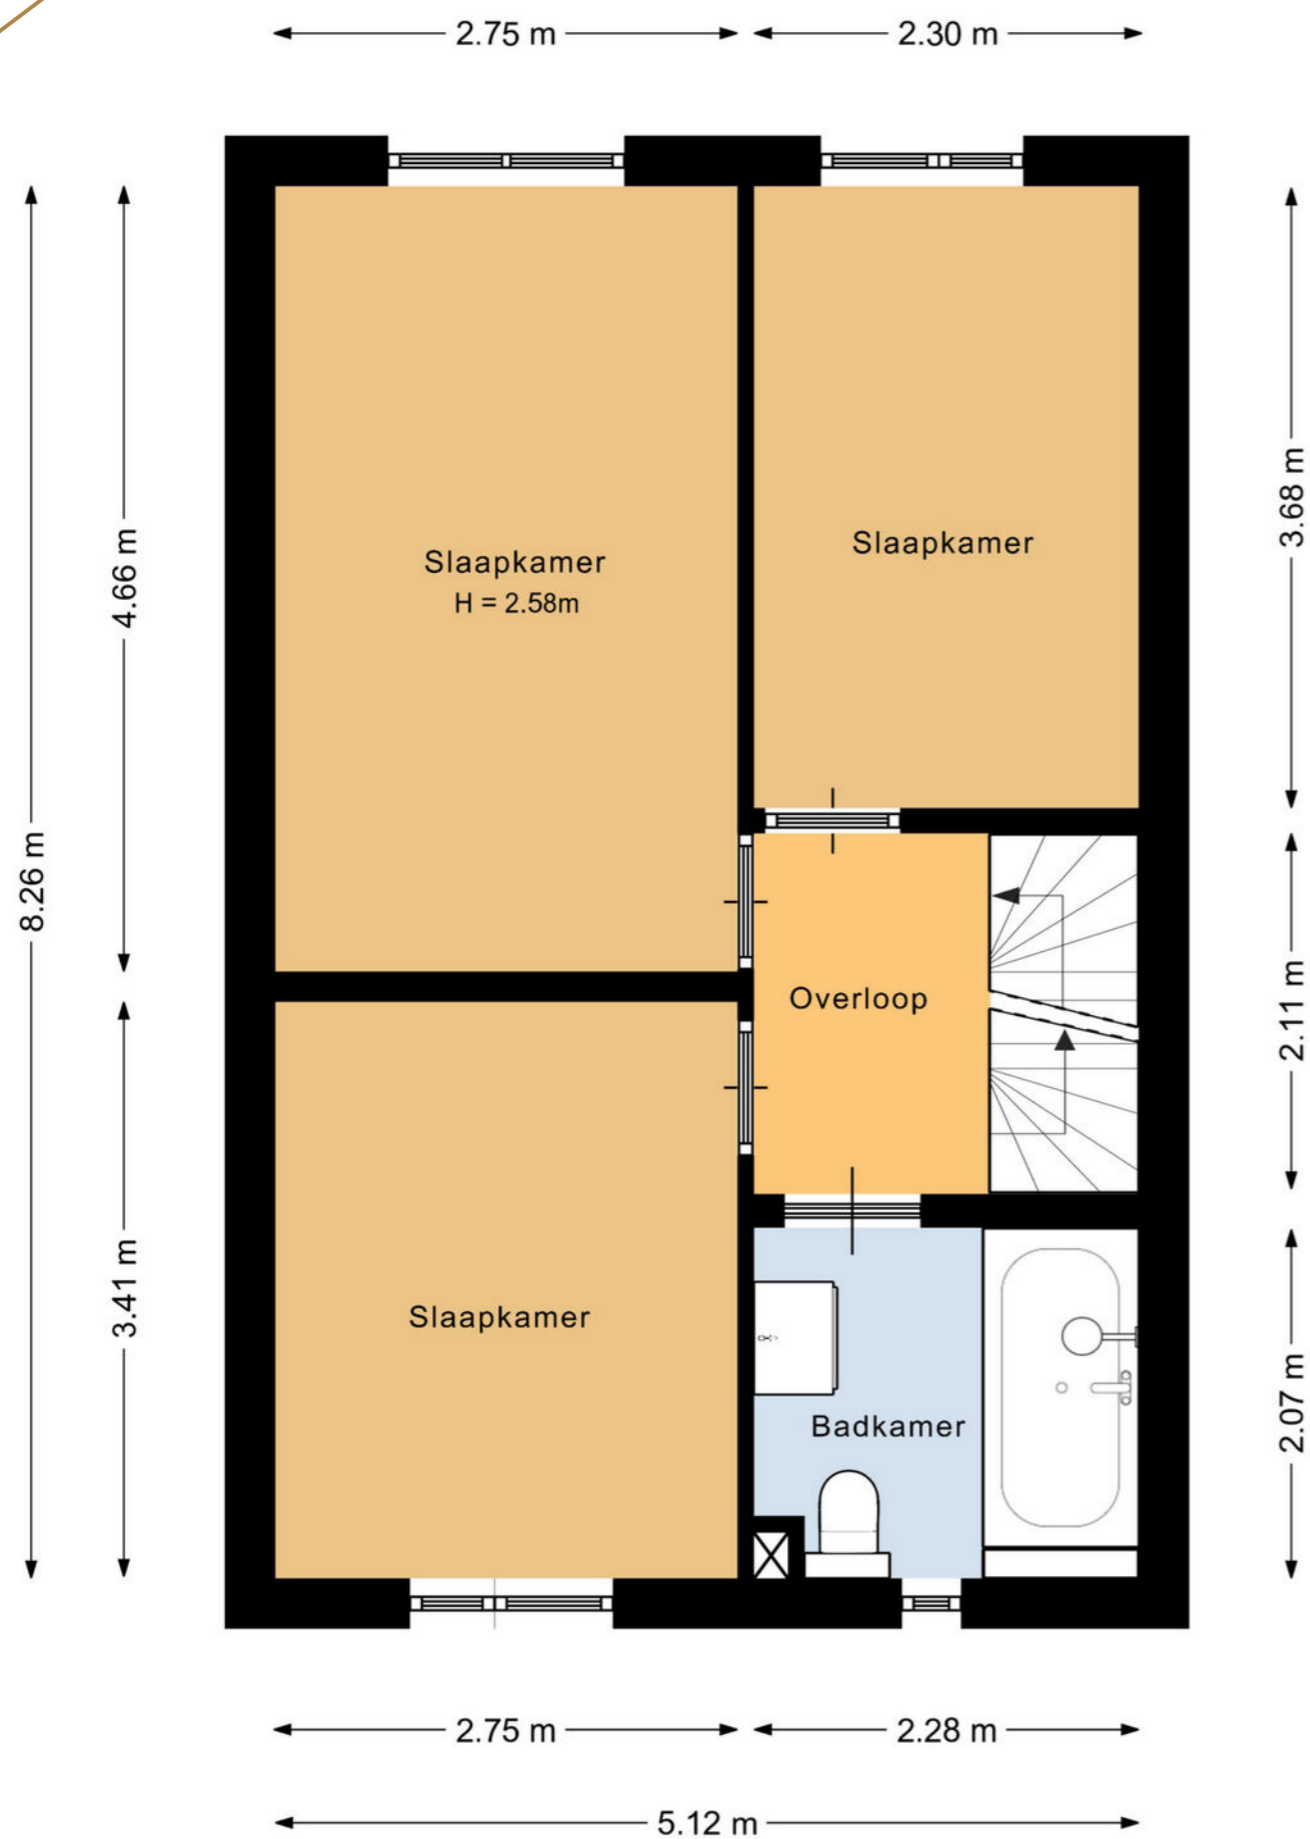 2.75 m
2.30 m
Slaapkamer
H = 2.58m
Slaapkamer
3.68 m
4.66 m
8.26 m
Overloop
2.11 m
Slaapkamer
3.41 m
Badkamer
2.07 m
2.75 m
2.28 m
5.12 m